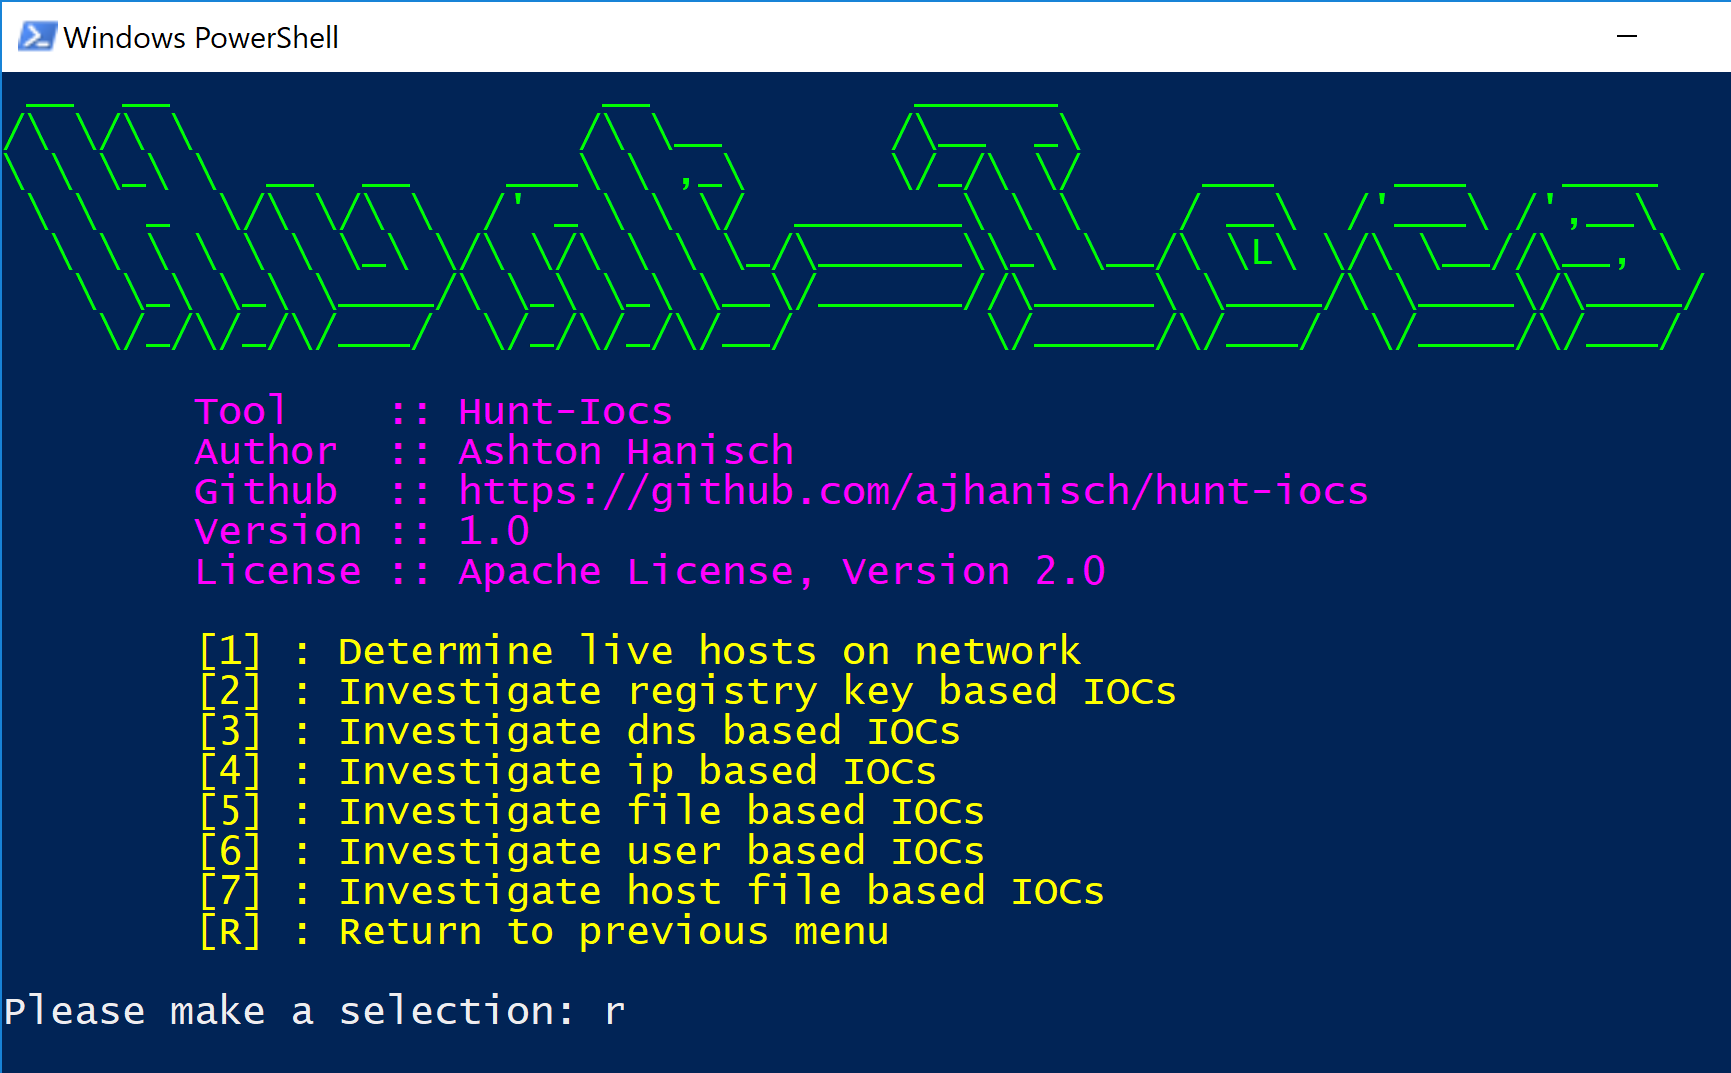 Windows PowerShell
Hunt-Iocs
Tool    :: Hunt-Iocs
Author  :: Ashton Hanisch
Github  :: https://github.com/ajhanisch/hunt-iocs
Version :: 1.0
License :: Apache License, Version 2.0
[1] : Determine live hosts on network
[2] : Investigate registry key based IOCs
[3] : Investigate dns based IOCs
[4] : Investigate ip based IOCs
[5] : Investigate file based IOCs
[6] : Investigate user based IOCs
[7] : Investigate host file based IOCs
[R] : Return to previous menu
Please make a selection: r